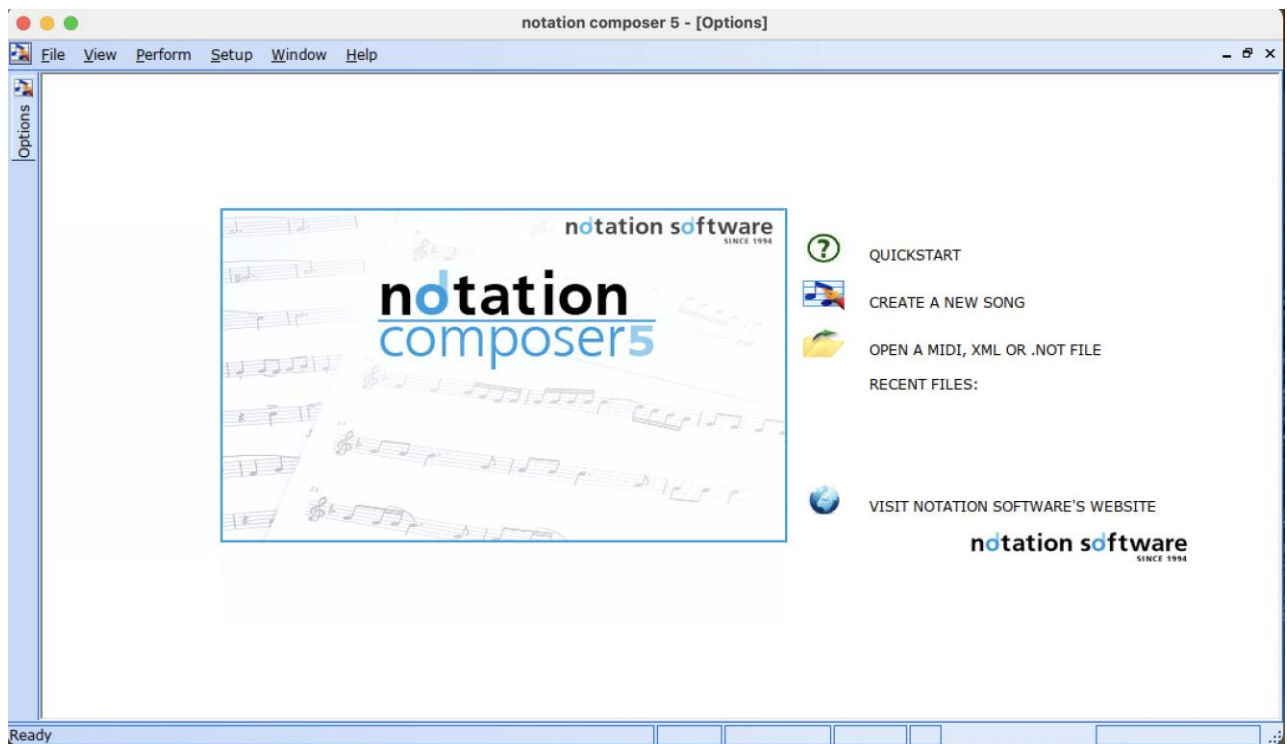 notation composer 5 - [Options]
File View Perform Setup Window Help
Options
notation software
SINCE 1994
notation
composer5
QUICKSTART
CREATE A NEW SONG
OPEN A MIDI, XML OR .NOT FILE
RECENT FILES:
VISIT NOTATION SOFTWARE'S WEBSITE
notation software
SINCE 1994
Ready